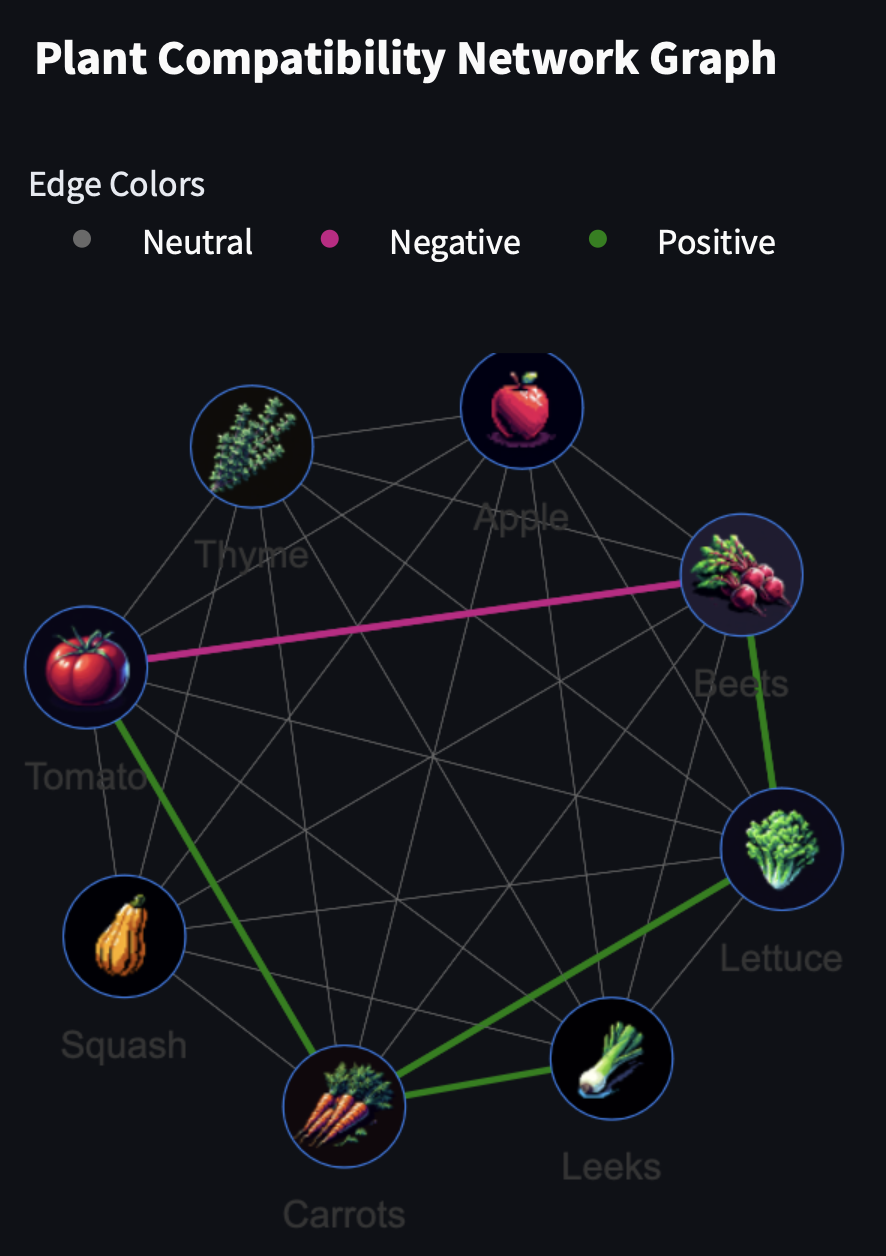 Plant Compatibility Network Graph
Edge Colors
Neutral Negative Positive
Apple
Thyme
Beets
Tomato
Lettuce
Squash
Leeks
Carrots